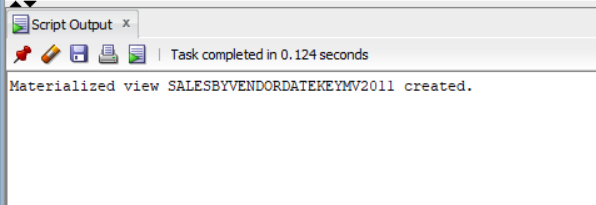 Script Output x
Task completed in 0.124 seconds
Materialized view SALESBYVENDORDATEKEYMV2011 created.